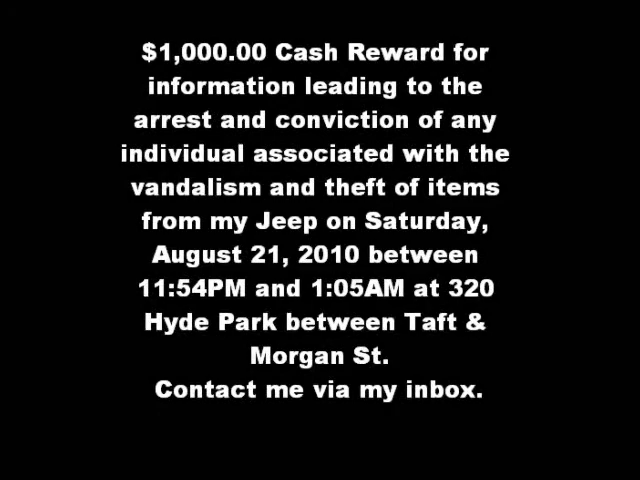 $1,000.00 Cash Reward for
information leading to the
arrest and conviction of any
individual associated with the
vandalism and theft of items
from my Jeep on Saturday,
August 21, 2010 between
11:54PM and 1:05AM at 320
Hyde Park between Taft &
Morgan St.
Contact me via my inbox.